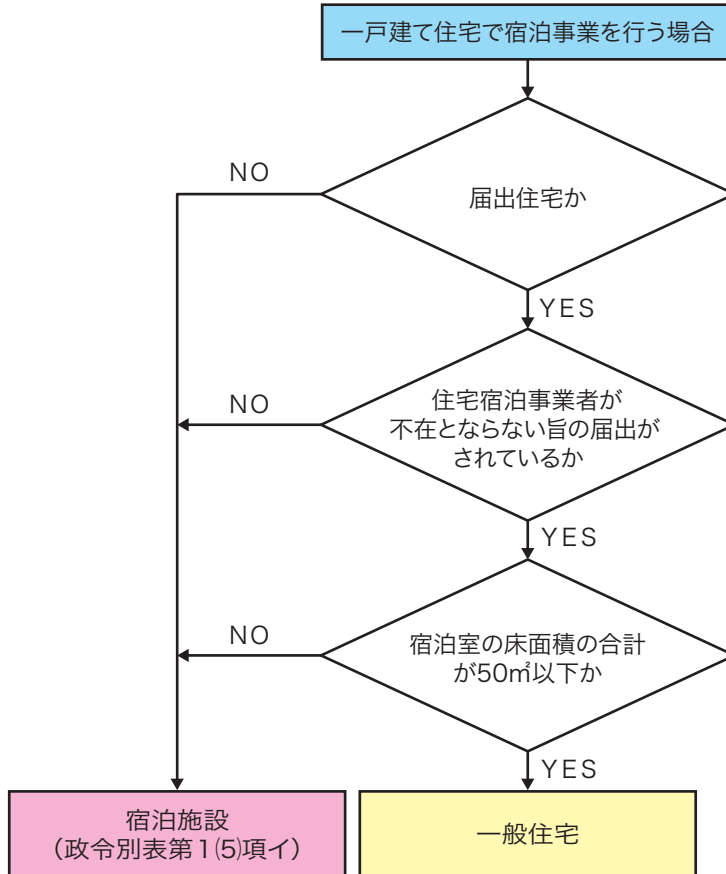 一戸建て住宅で宿泊事業を行う場合
届出住宅か
NO
YES
住宅宿泊事業者が
不在とならない旨の届出が
されているか
NO
YES
宿泊室の床面積の合計
が50㎡以下か
NO
YES
宿泊施設
（政令別表第1⑸項イ）
一般住宅